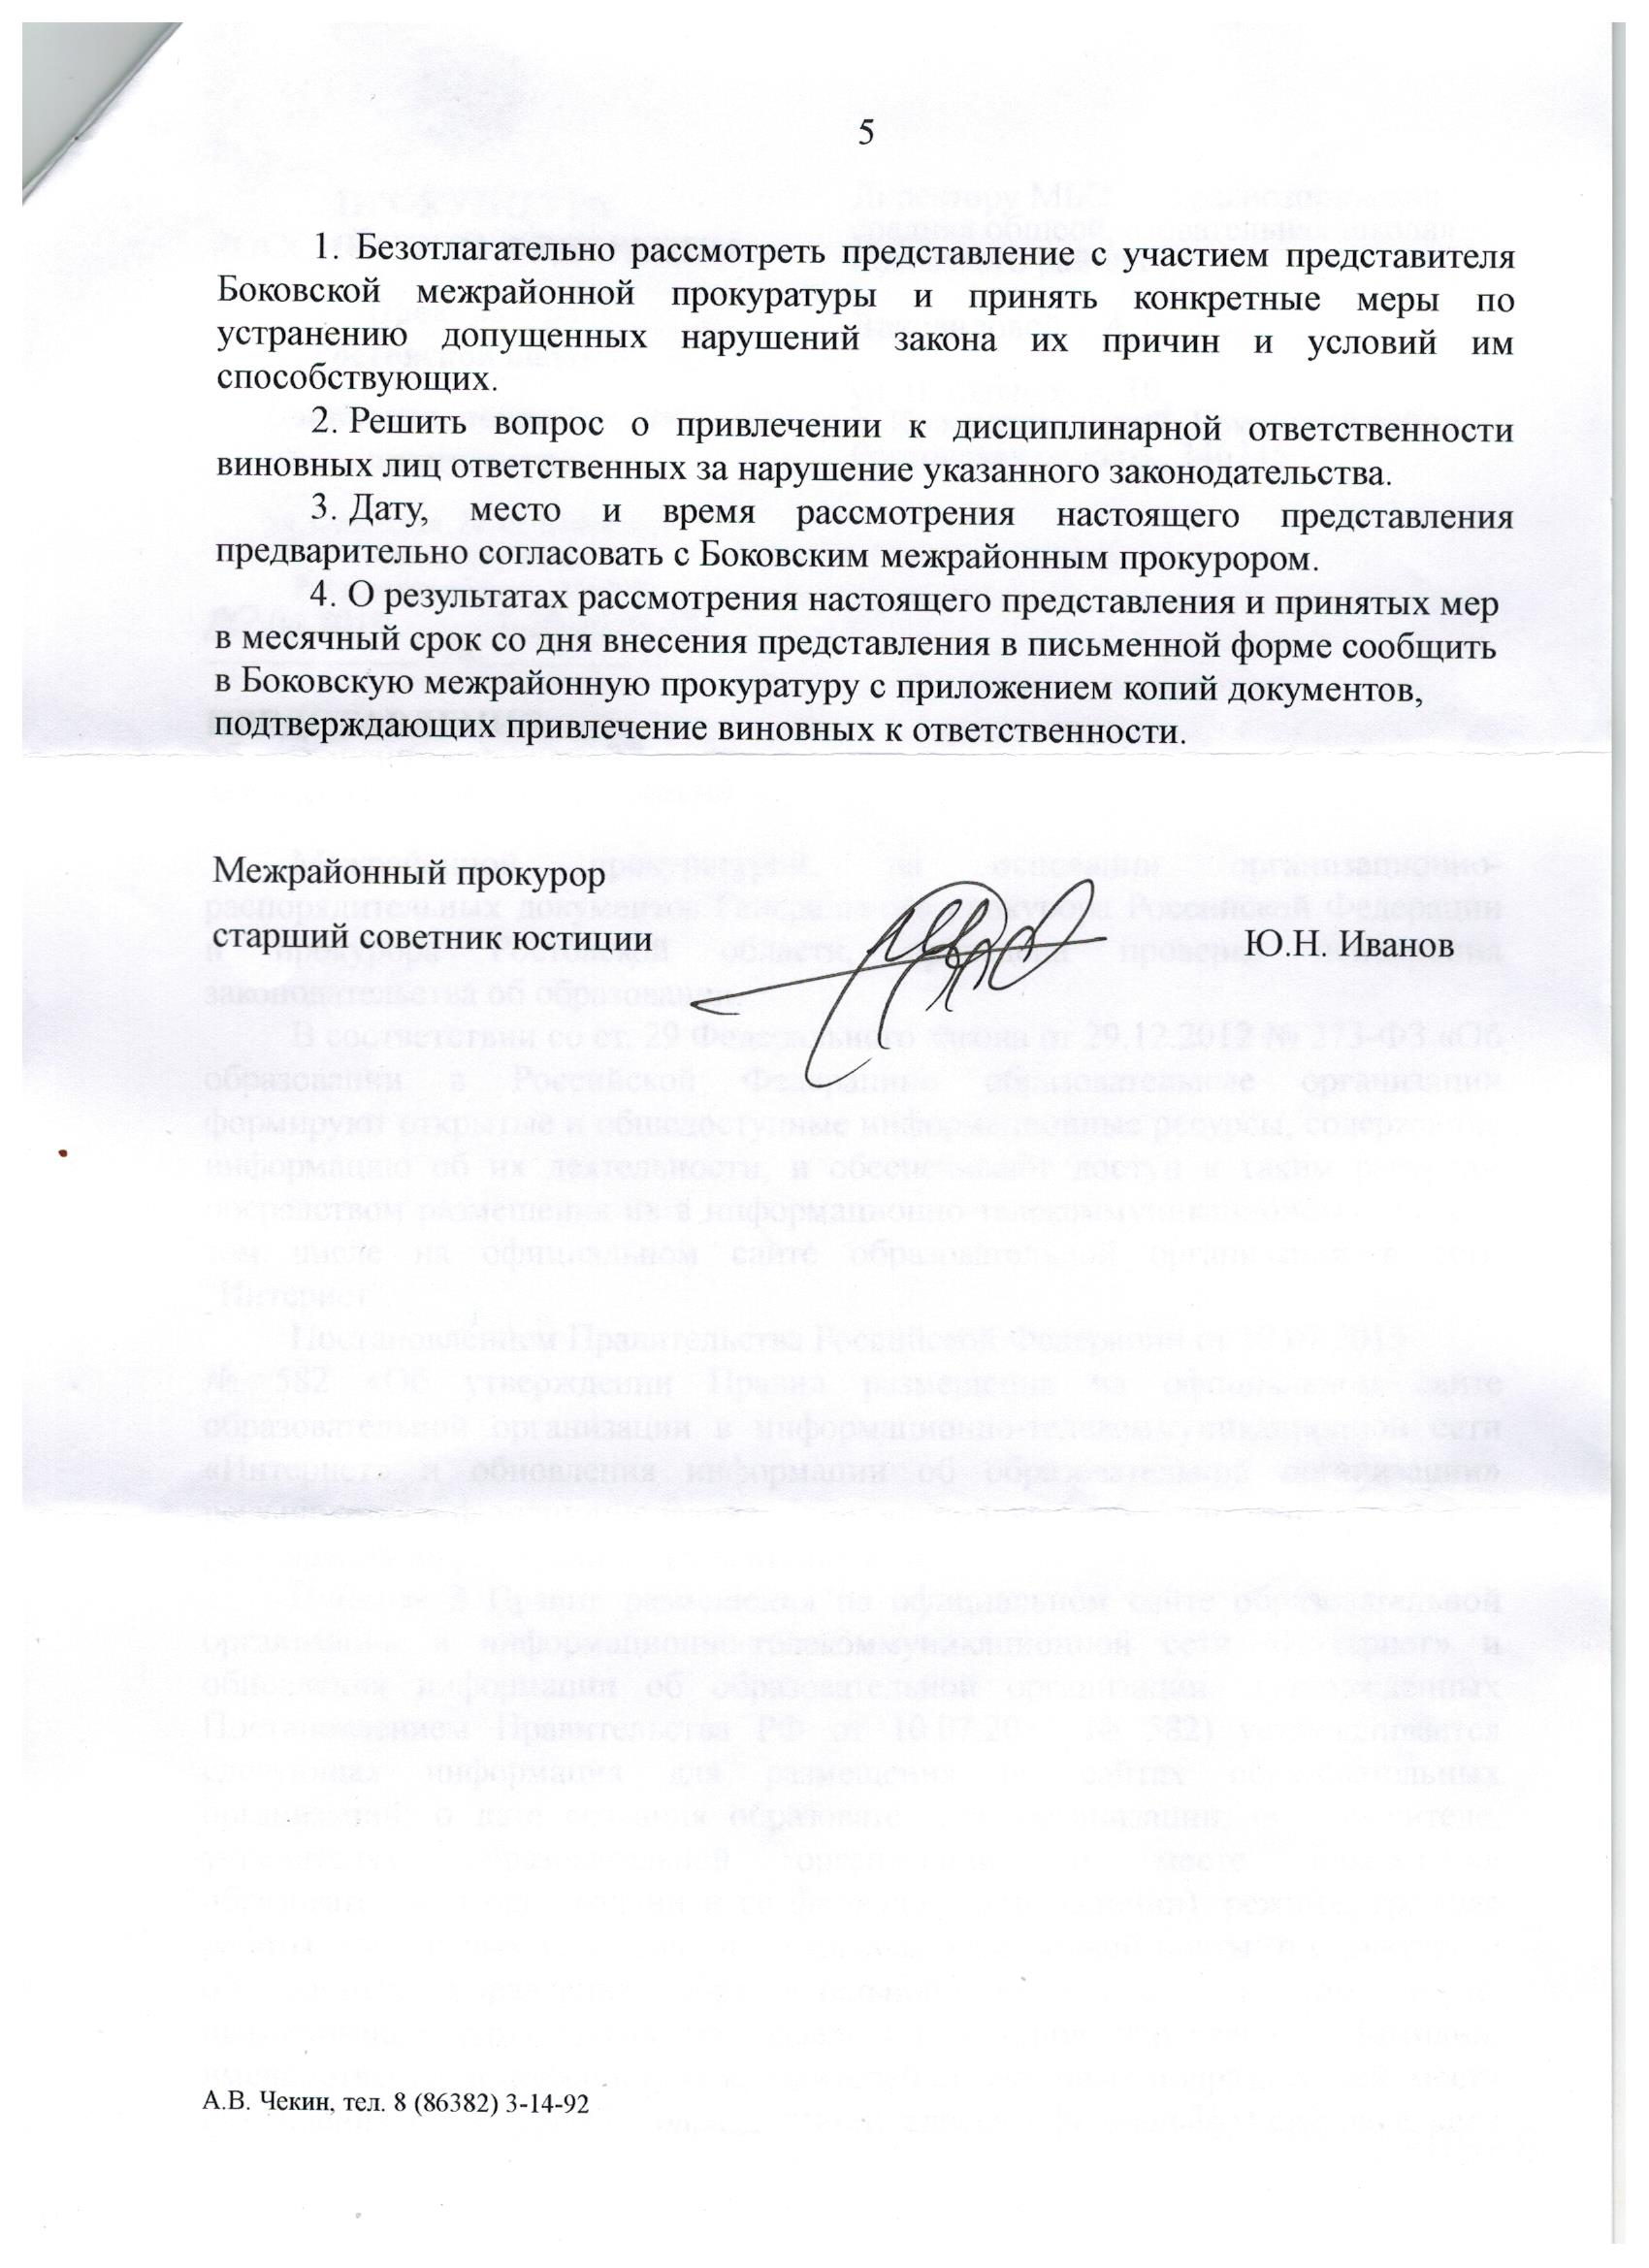 5
1. Безотлагательно рассмотреть представление с участием представителя
Боковской межрайонной прокуратуры и принять конкретные меры по
устранению допущенных нарушений закона их причин и условий им
способствующих.
2. Решить вопрос о привлечении к дисциплинарной ответственности
виновных лиц ответственных за нарушение указанного законодательства.
3. Дату, место и время рассмотрения настоящего представления
предварительно согласовать с Боковским межрайонным прокурором.
4. О результатах рассмотрения настоящего представления и принятых мер
в месячный срок со дня внесения представления в письменной форме сообщить
в Боковскую межрайонную прокуратуру с приложением копий документов,
подтверждающих привлечение виновных к ответственности.
Межрайонный прокурор
старший советник юстиции Ю.Н. Иванов
А.В. Чекин, тел. 8 (86382) 3-14-92